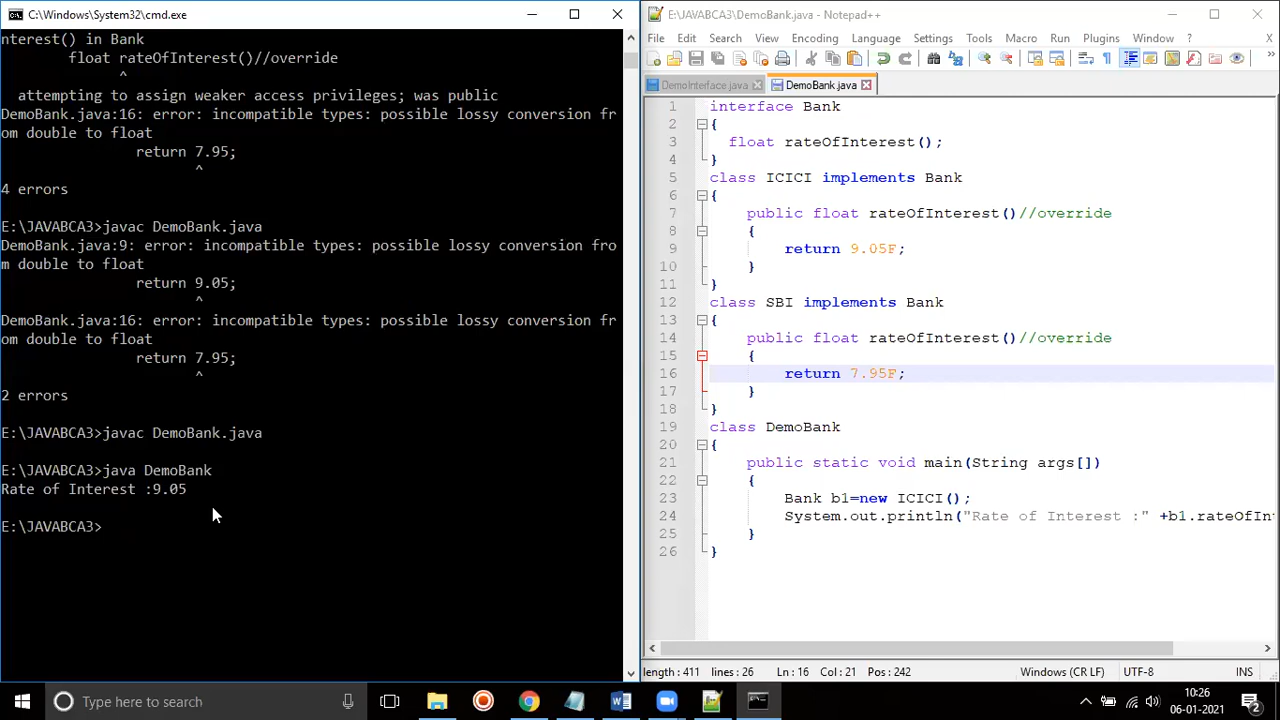 C:\Windows\System32\cmd.exe
nterest() in Bank
float rateOfInterest()//override
^
attempting to assign weaker access privileges; was public
DemoBank.java:16: error: incompatible types: possible lossy conversion fr
om double to float
return 7.95;
^
4 errors
E:\JAVABCA3>javac DemoBank.java
DemoBank.java:9: error: incompatible types: possible lossy conversion fro
m double to float
return 9.05;
^
DemoBank.java:16: error: incompatible types: possible lossy conversion fr
om double to float
return 7.95;
^
2 errors
E:\JAVABCA3>javac DemoBank.java
E:\JAVABCA3>java DemoBank
Rate of Interest :9.05
E:\JAVABCA3>
E:\JAVABCA3\DemoBank.java - Notepad++
File Edit Search View Encoding Language Settings Tools Macro Run Plugins Window ? X
DemoInterface.java DemoBank.java
1 interface Bank
2 {
3 float rateOfInterest();
4 }
5 class ICICI implements Bank
6 {
7 public float rateOfInterest()//override
8 {
9 return 9.05F;
10 }
11 }
12 class SBI implements Bank
13 {
14 public float rateOfInterest()//override
15 {
16 return 7.95F;
17 }
18 }
19 class DemoBank
20 {
21 public static void main(String args[])
22 {
23 Bank b1=new ICICI();
24 System.out.println("Rate of Interest :" +b1.rateOfInt
25 }
26 }
length : 411 lines : 26 Ln : 16 Col : 21 Pos : 242 Windows (CR LF) UTF-8 INS
Type here to search
10:26
06-01-2021
2